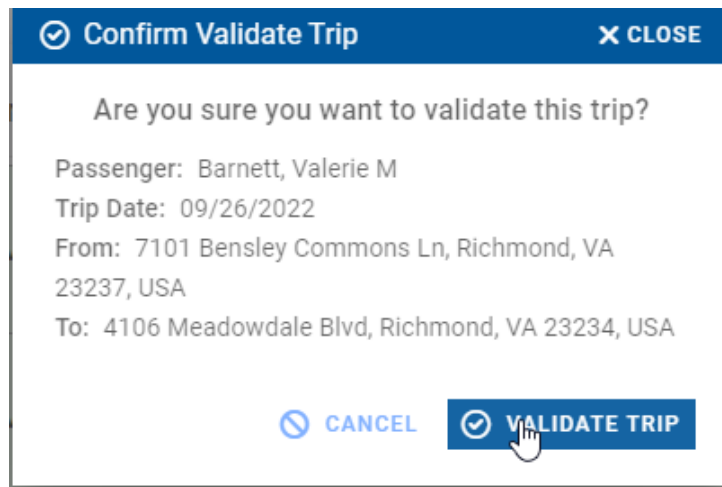 Confirm Validate Trip
CLOSE
Are you sure you want to validate this trip?
Passenger: Barnett, Valerie M
Trip Date: 09/26/2022
From: 7101 Bensley Commons Ln, Richmond, VA
23237, USA
To: 4106 Meadowdale Blvd, Richmond, VA 23234, USA
CANCEL
VALIDATE TRIP